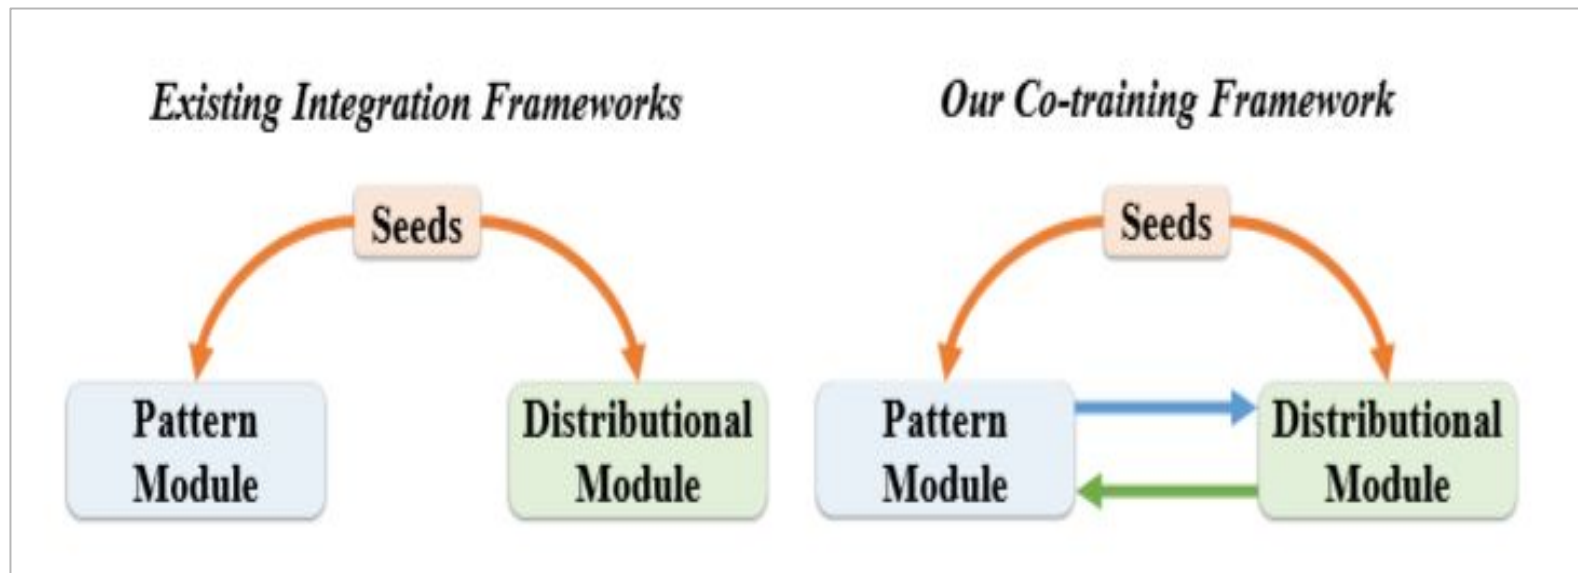 Existing Integration Frameworks
Seeds
Pattern
Module
Distributional
Module
Our Co-training Framework
Seeds
Pattern
Module
Distributional
Module